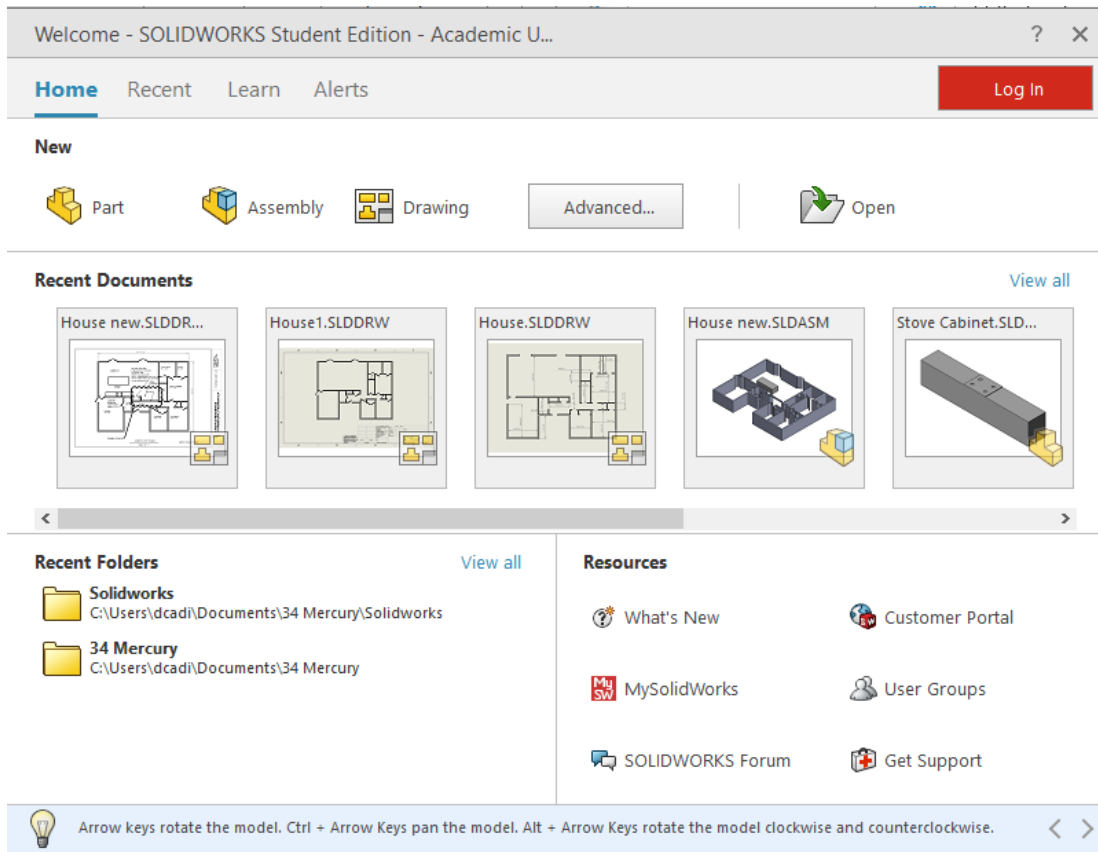 Welcome - SOLIDWORKS Student Edition - Academic U...
?
Home Recent Learn Alerts Log In
New
Part Assembly Drawing Advanced... Open
Recent Documents View all
House new.SLDDR... House1.SLDDRW House.SLDDRW House new.SLDASM Stove Cabinet.SLD...
Recent Folders View all
Solidworks
C:\Users\dcadi\Documents\34 Mercury\Solidworks
34 Mercury
C:\Users\dcadi\Documents\34 Mercury
Resources
What's New Customer Portal
My
SW
MySolidWorks User Groups
SOLIDWORKS Forum Get Support
Arrow keys rotate the model. Ctrl + Arrow Keys pan the model. Alt + Arrow Keys rotate the model clockwise and counterclockwise.